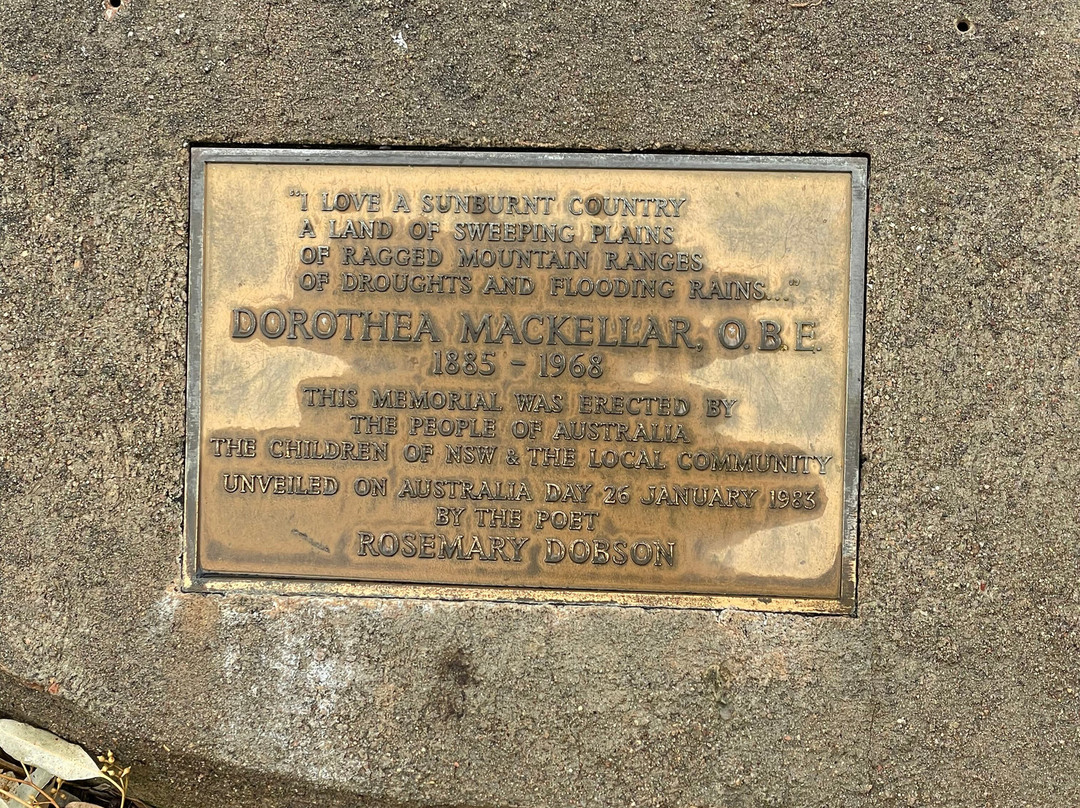 "I LOVE A SUNBURNT COUNTRY
A LAND OF SWEEPING PLAINS
OF RAGGED MOUNTAIN RANGES
OF DROUGHTS AND FLOODING RAINS..."
DOROTHEA MACKELLAR, O.B.E.
1885 - 1968
THIS MEMORIAL WAS ERECTED BY
THE PEOPLE OF AUSTRALIA
THE CHILDREN OF NSW & THE LOCAL COMMUNITY
UNVEILED ON AUSTRALIA DAY 26 JANUARY 1983
BY THE POET
ROSEMARY DOBSON